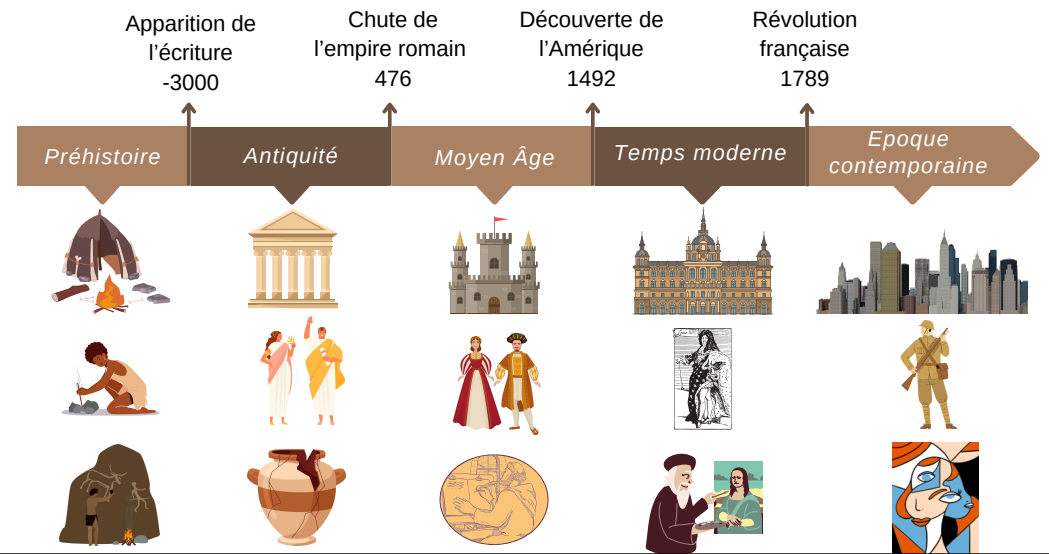 Apparition de
l'écriture
-3000
Chute de
l'empire romain
476
Découverte de
l'Amérique
1492
Révolution
française
1789
Préhistoire
Antiquité
Moyen Âge
Temps moderne
Epoque
contemporaine